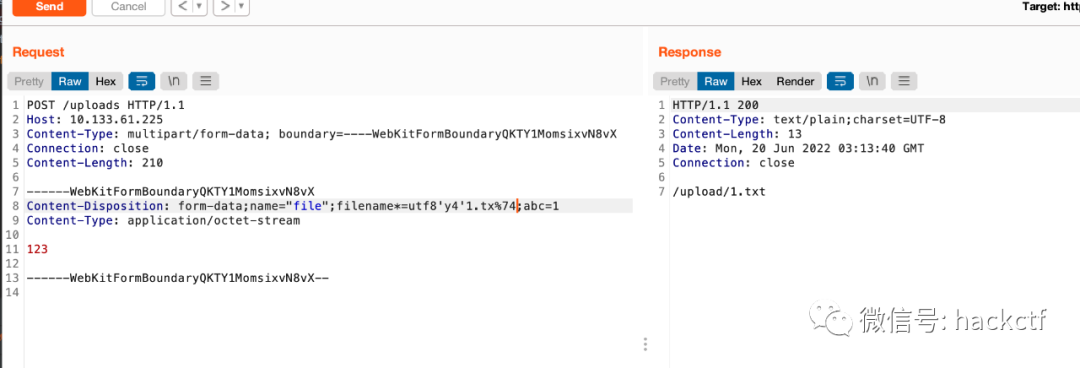 Send Cancel < > Target: htt
Request
Pretty Raw Hex \n
1 POST /uploads HTTP/1.1
2 Host: 10.133.61.225
3 Content-Type: multipart/form-data; boundary=----WebKitFormBoundaryQKTY1MomsixvN8vX
4 Connection: close
5 Content-Length: 210
6
7 ------WebKitFormBoundaryQKTY1MomsixvN8vX
8 Content-Disposition: form-data;name="file";filename*=utf8'y4'1.tx%74;abc=1
9 Content-Type: application/octet-stream
10
11 123
12
13 ------WebKitFormBoundaryQKTY1MomsixvN8vX--
14
Response
Pretty Raw Hex Render \n
1 HTTP/1.1 200
2 Content-Type: text/plain;charset=UTF-8
3 Content-Length: 13
4 Date: Mon, 20 Jun 2022 03:13:40 GMT
5 Connection: close
6
7 /upload/1.txt
微信号: hackctf